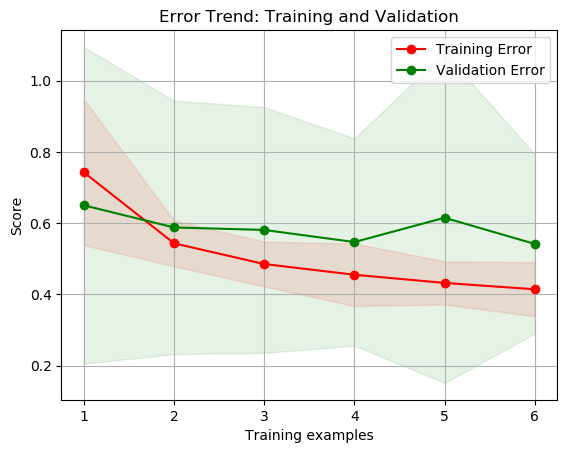 Error Trend: Training and Validation
Training Error
Validation Error
1.0
0.8
0.6
0.4
0.2
Score
1 2 3 4 5 6
Training examples